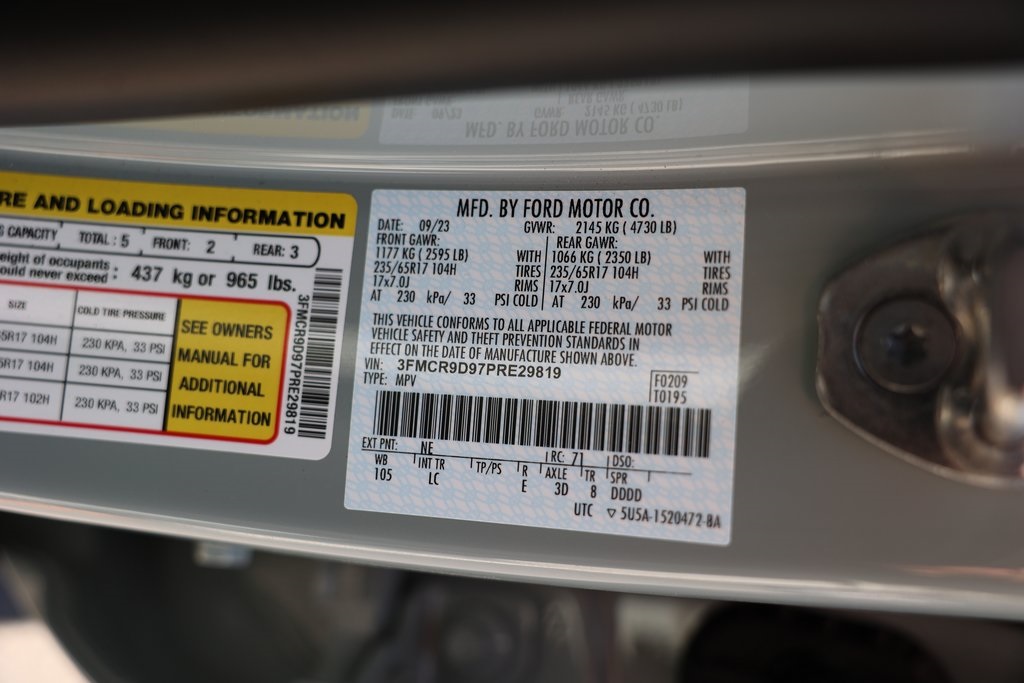 RE AND LOADING INFORMATION
G CAPACITY TOTAL : 5 FRONT: 2 REAR: 3
eight of occupants
ould never exceed : 437 kg or 965 lbs.
SIZE COLD TIRE PRESSURE
5R17 104H 230 KPA, 33 PSI
5R17 104H 230 KPA, 33 PSI
R17 102H 230 KPA, 33 PSI
SEE OWNERS
MANUAL FOR
ADDITIONAL
INFORMATION
3FMCR9D97PRE29819
MFD. BY FORD MOTOR CO.
DATE: 09/23 GVWR: 2145 KG ( 4730 LB)
FRONT GAWR: REAR GAWR:
1177 KG ( 2595 LB) WITH 1066 KG ( 2350 LB) WITH
235/65R17 104H TIRES 235/65R17 104H TIRES
17x7.0J RIMS 17x7.0J RIMS
AT 230 kPa/ 33 PSI COLD AT 230 kPa/ 33 PSI COLD
THIS VEHICLE CONFORMS TO ALL APPLICABLE FEDERAL MOTOR
VEHICLE SAFETY AND THEFT PREVENTION STANDARDS IN
EFFECT ON THE DATE OF MANUFACTURE SHOWN ABOVE.
VIN: 3FMCR9D97PRE29819
TYPE: MPV
F0209
T0195
EXT PNT: NE RC: 71 DSO:
WB INT TR TP/PS R AXLE TR SPR
105 LC E 3D 8 DDDD
UTC ▽ 5U5A-1520472-BA